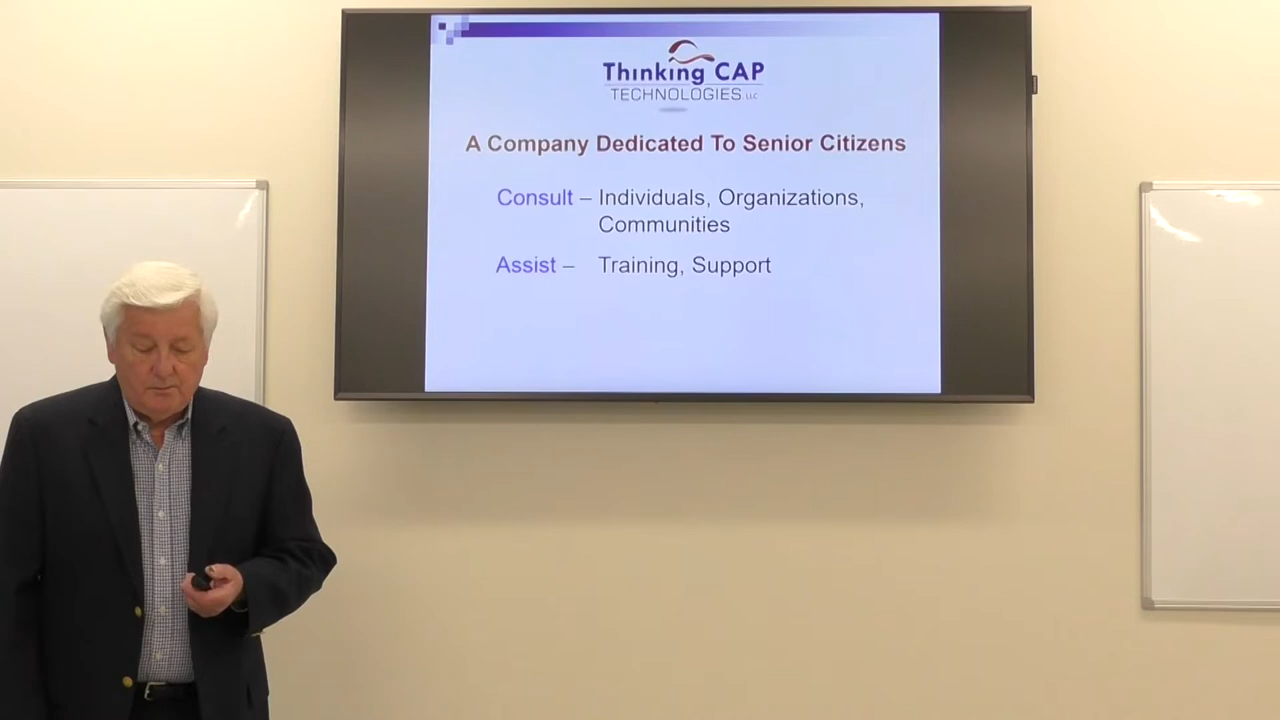 Thinking CAP
TECHNOLOGIES LLC
A Company Dedicated To Senior Citizens
Consult – Individuals, Organizations,
Communities
Assist – Training, Support